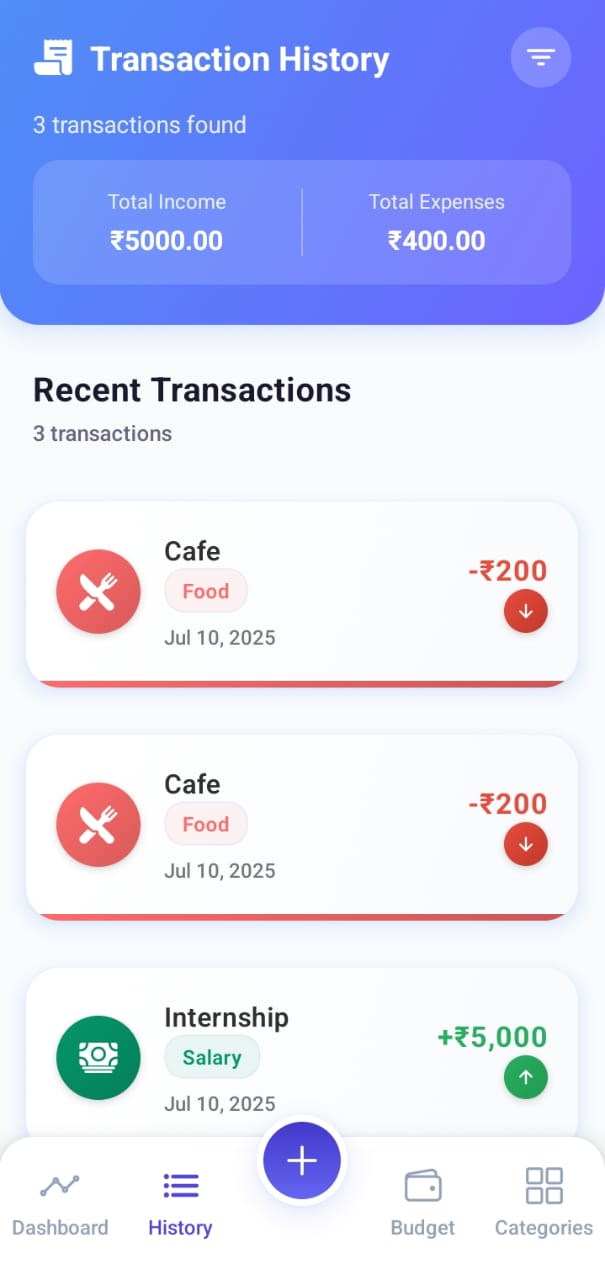 Transaction History
3 transactions found
Total Income Total Expenses
₹5000.00 ₹400.00
Recent Transactions
3 transactions
Cafe
-₹200
Food
Jul 10, 2025
Cafe
-₹200
Food
Jul 10, 2025
Internship
+₹5,000
Salary
Jul 10, 2025
Dashboard History Budget Categories